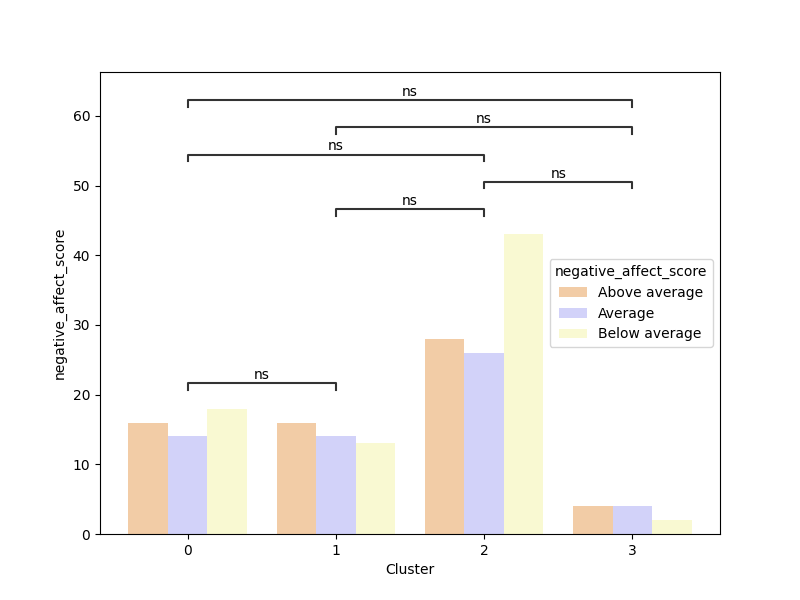 ns
ns
ns
ns
ns
ns
60
50
40
30
20
10
0
negative_affect_score
negative_affect_score
Above average
Average
Below average
0 1 2 3
Cluster